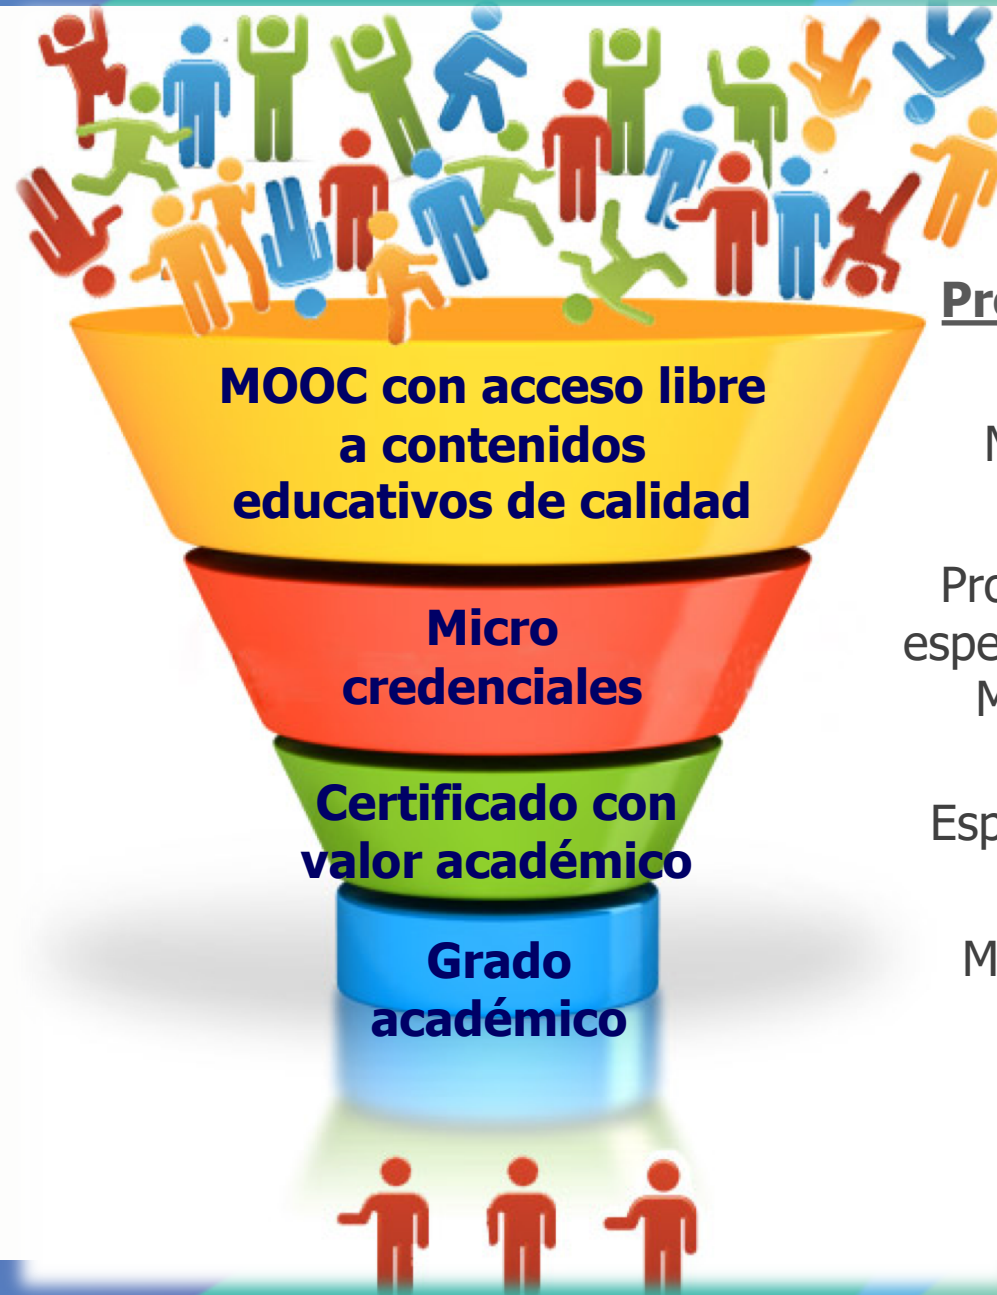 MOOC con acceso libre
a contenidos
educativos de calidad
Micro
credenciales
Certificado con
valor académico
Grado
académico